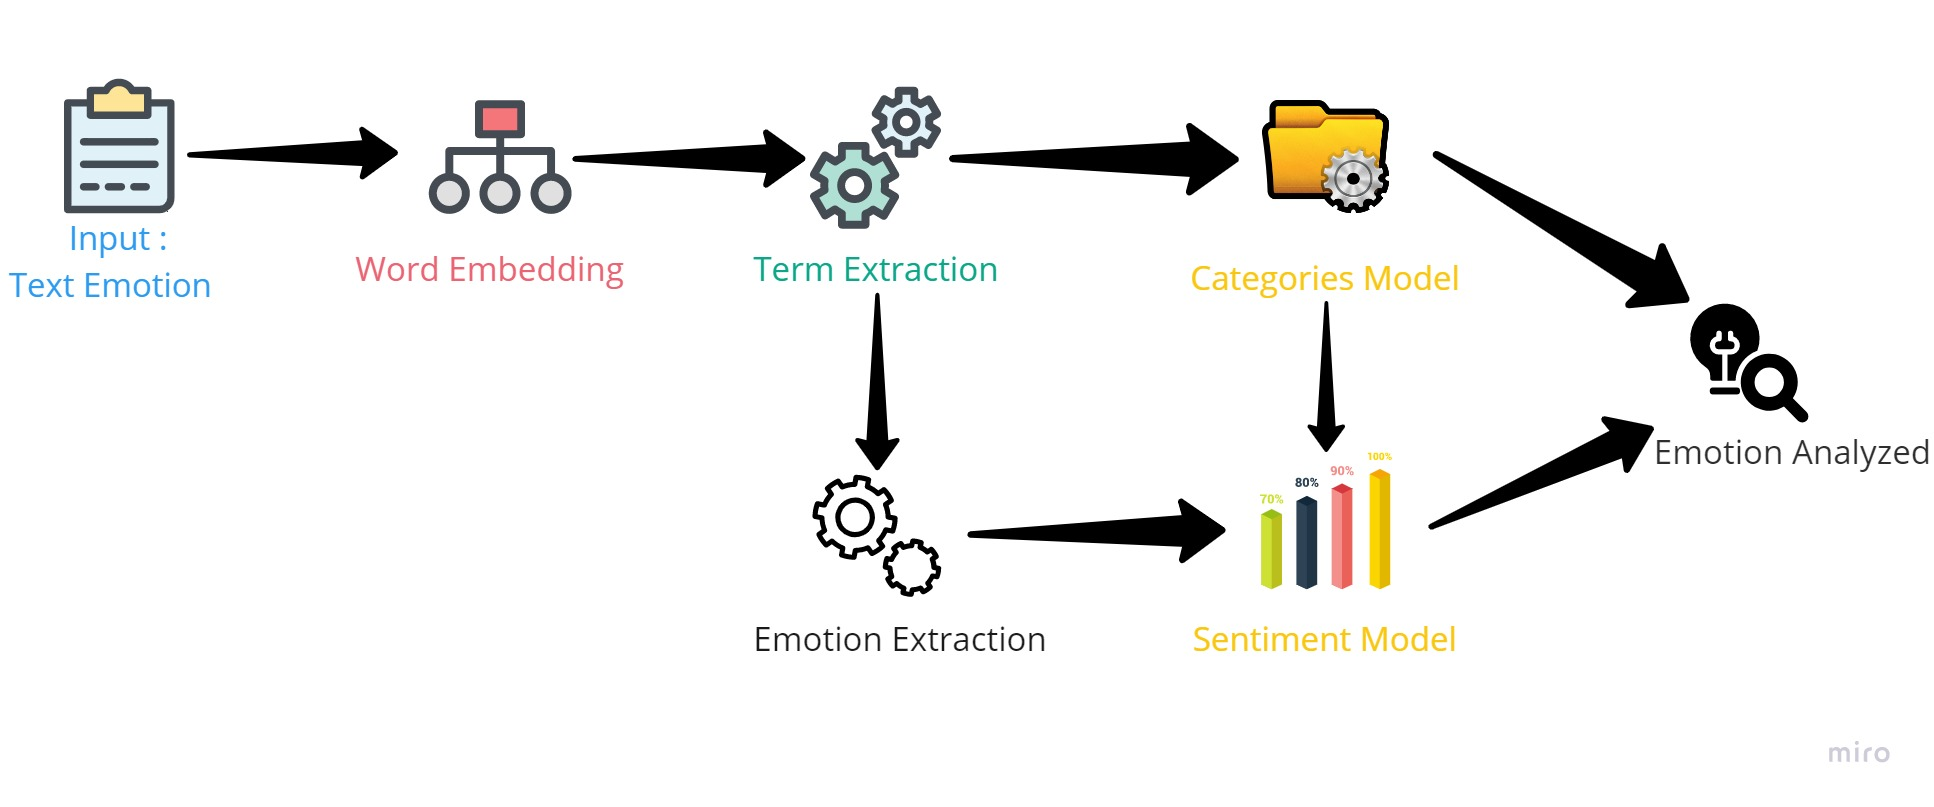 Input :
Text Emotion
Word Embedding
Term Extraction
Categories Model
Emotion Analyzed
70%
80%
90%
100%
Emotion Extraction
Sentiment Model
miro